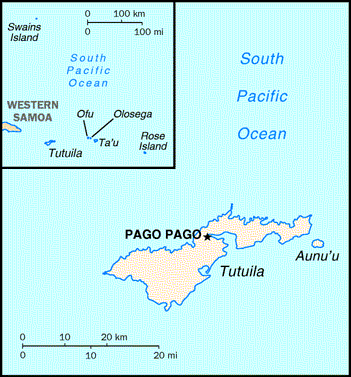 0 100 km
0 100 mi
Swains
Island
South
Pacific
Ocean
WESTERN
SAMOA
Ofu
Olosega
Ta'u
Tutuila
Rose
Island
South
Pacific
Ocean
PAGO PAGO
Tutuila
Aunu'u
0 10 20 km
0 10 20 mi